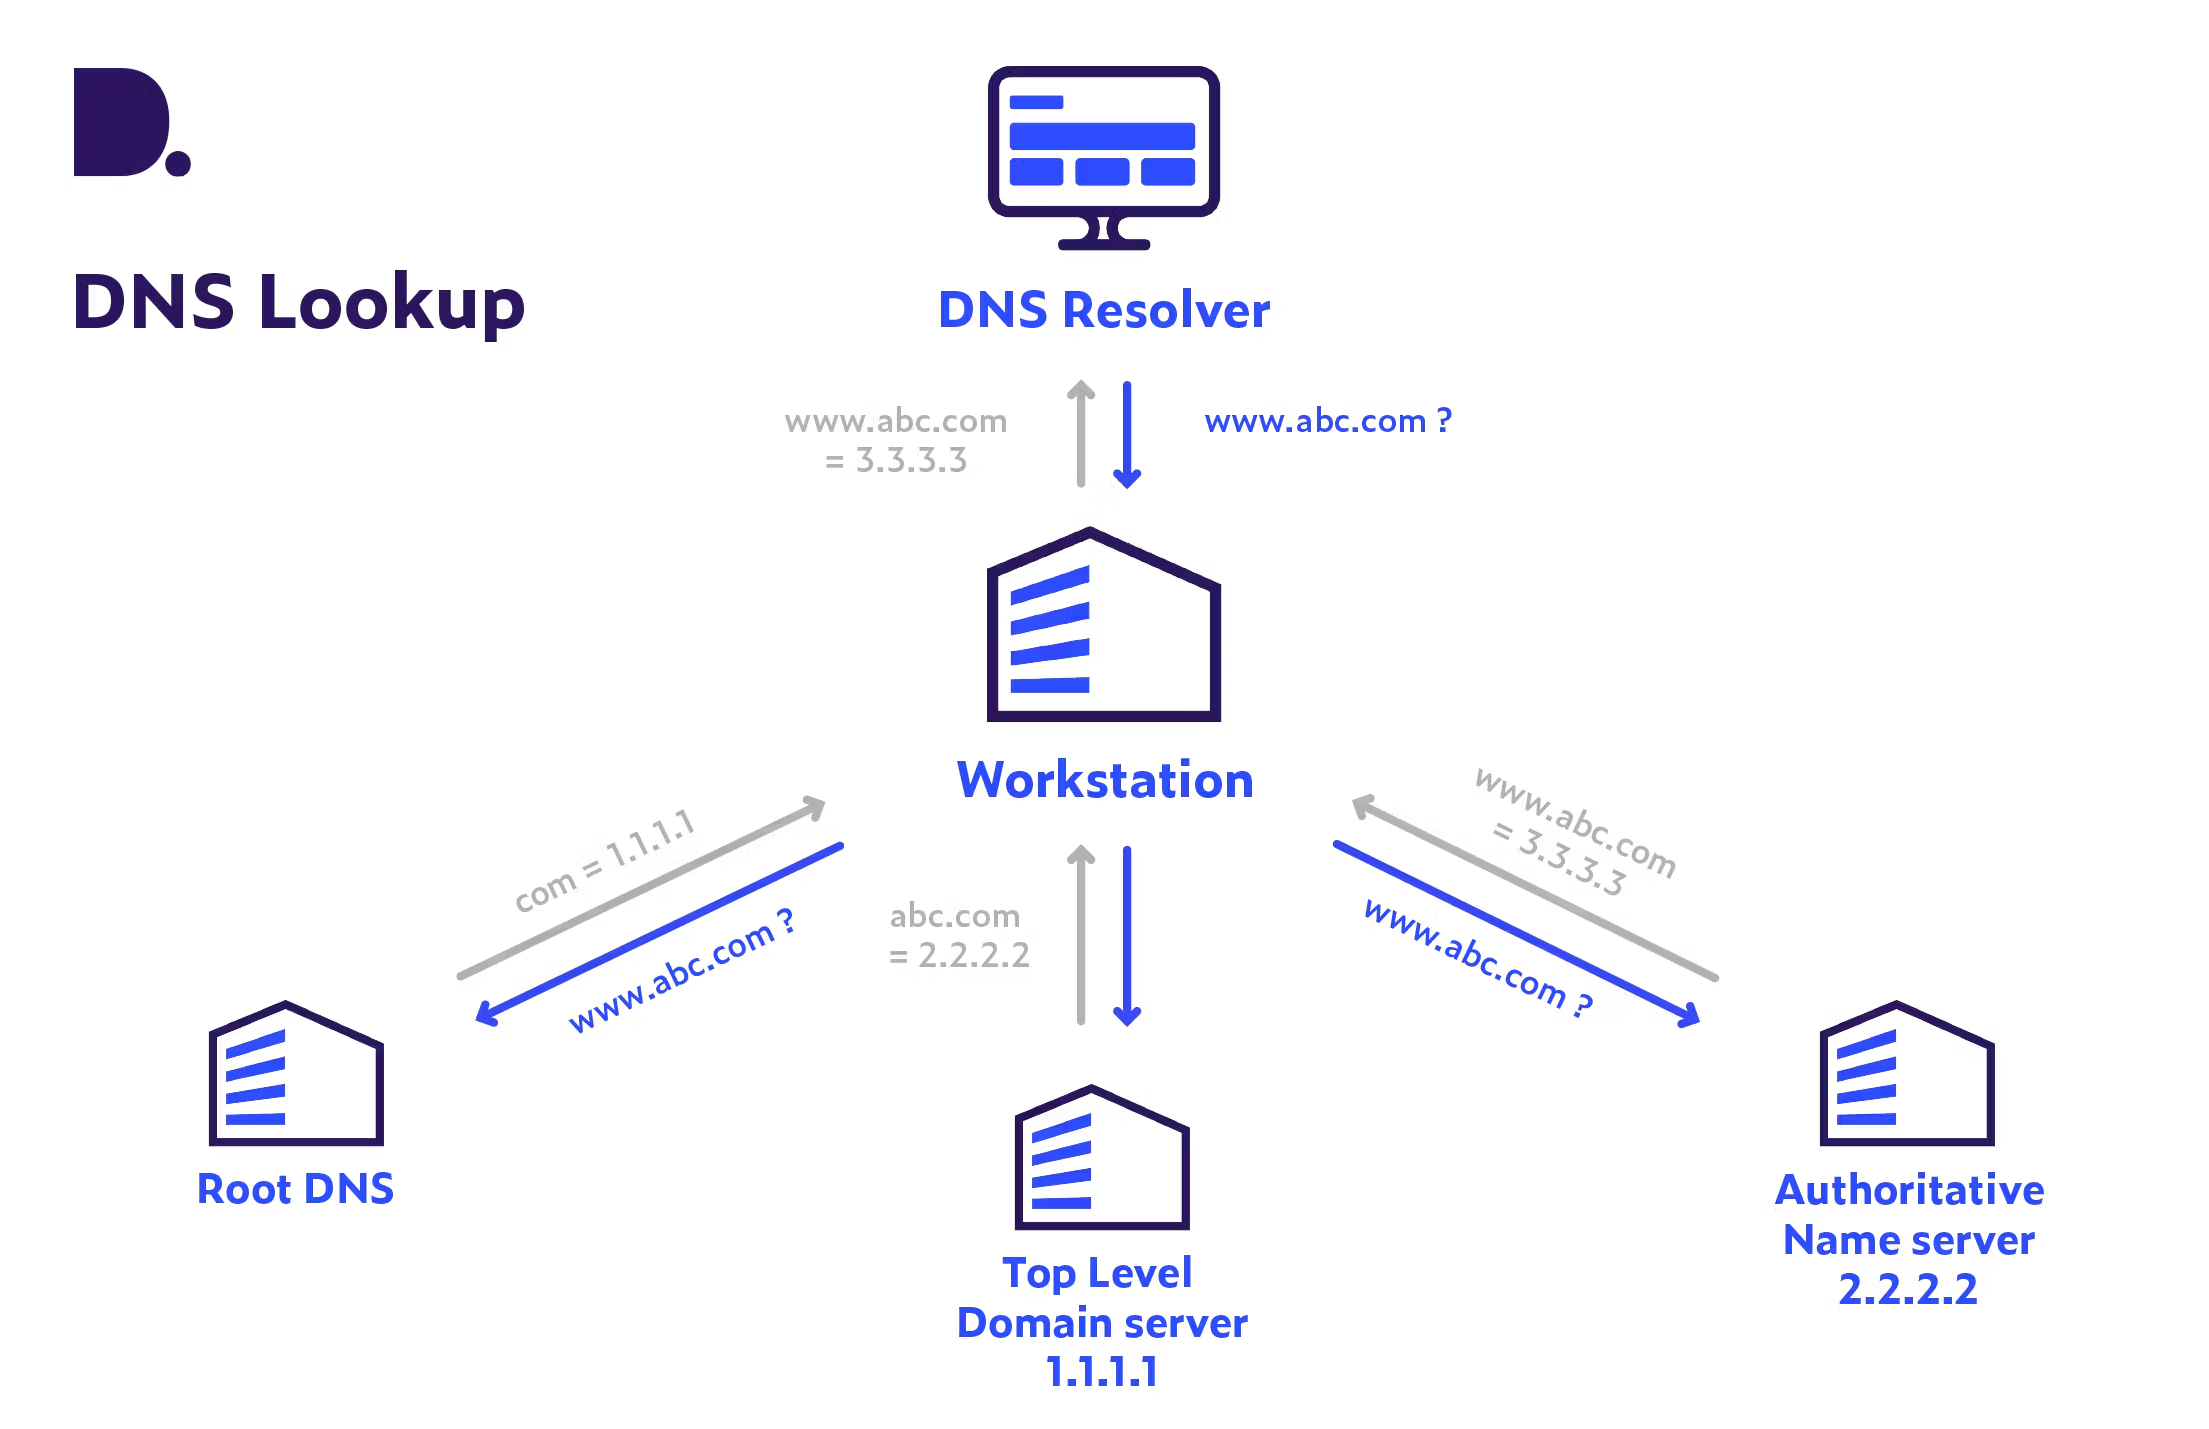 D.
DNS Lookup
DNS Resolver
www.abc.com
= 3.3.3.3
www.abc.com ?
Workstation
com = 1.1.1.1
www.abc.com ?
abc.com
= 2.2.2.2
www.abc.com
= 3.3.3.3
www.abc.com ?
Root DNS
Top Level
Domain server
1.1.1.1
Authoritative
Name server
2.2.2.2